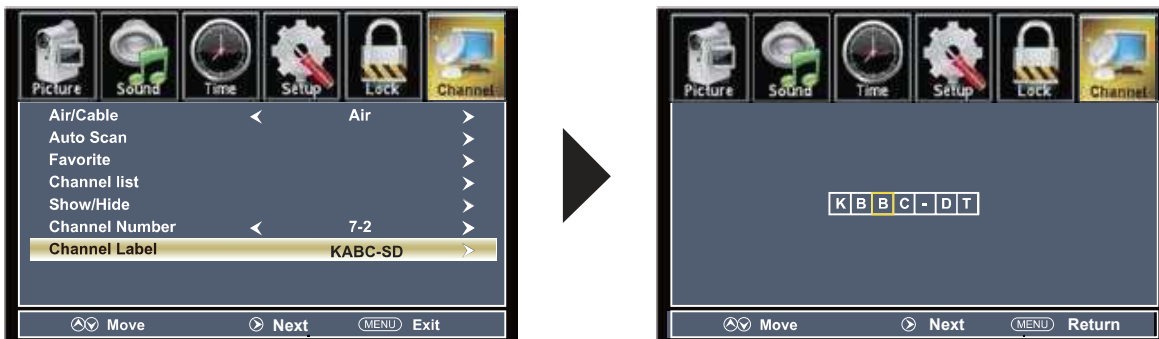 Picture Sound Time Setup Lock Channel
Air/Cable Air
Auto Scan
Favorite
Channel list
Show/Hide
Channel Number 7-2
Channel Label KABC-SD
Move Next MENU Exit
Picture Sound Time Setup Lock Channel
KBBC-DT
Move Next MENU Return